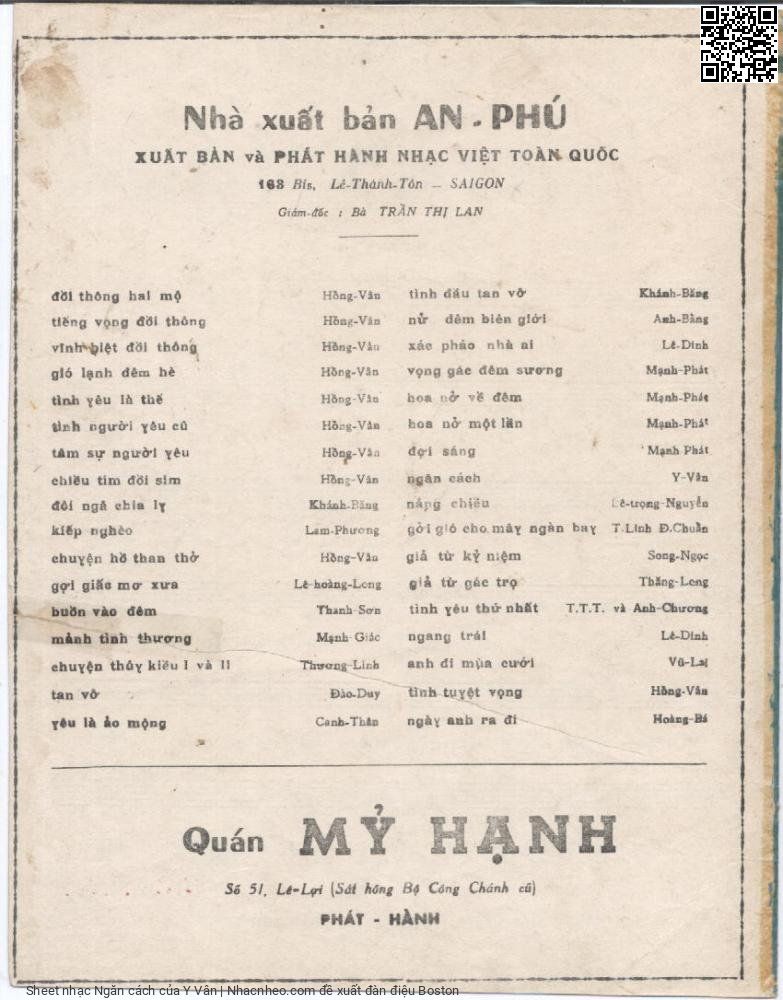 Nhà xuất bản AN - PHÚ
XUẤT BẢN và PHÁT HÀNH NHẠC VIỆT TOÀN QUỐC
163 Bis, Lê-Thánh-Tôn — SAIGON
Giám-đốc : Bà TRẦN THỊ LAN
đồi thông hai mộ Hồng-Vân
tiếng vọng đồi thông Hồng-Vân
vĩnh biệt đồi thông Hồng-Vân
gió lạnh đêm hè Hồng-Vân
tình yêu là thế Hồng-Vân
tình người yêu cũ Hồng-Vân
tâm sự người yêu Hồng-Vân
chiều tím đồi sim Hồng-Vân
đôi ngã chia ly Khánh-Băng
kiếp nghèo Lam-Phương
chuyện hồ than thở Hồng-Vân
gợi giấc mơ xưa Lê-hoàng-Long
buồn vào đêm Thanh-Sơn
mảnh tình thương Mạnh-Giác
chuyện thúy kiều I và II Thương-Linh
tan vỡ Đào-Duy
yêu là ảo mộng Canh-Thân
tình đầu tan vỡ Khánh-Băng
nửa đêm biên giới Anh-Bằng
xác pháo nhà ai Lê-Dinh
vọng gác đêm sương Mạnh-Phát
hoa nở về đêm Mạnh-Phát
hoa nở một lần Mạnh-Phát
đợi sáng Mạnh Phát
ngăn cách Y-Vân
nắng chiều Lê-trọng-Nguyễn
gởi gió cho mây ngàn bay T.Linh Đ.Chuẩn
giả từ kỷ niệm Song-Ngọc
giả từ gác trọ Thăng-Long
tình yêu thứ nhất T.T.T. và Anh-Chương
ngang trái Lê-Dinh
anh đi mùa cưới Vũ-Lai
tình tuyệt vọng Hồng-Vân
ngày anh ra đi Hoàng-Bá
Quán MỸ HẠNH
Số 51, Lê-Lợi (Sát hông Bộ Công Chánh cũ)
PHÁT - HÀNH
Sheet nhạc Ngăn cách của Y Vân | Nhacnheo.com đề xuất đàn điệu Boston